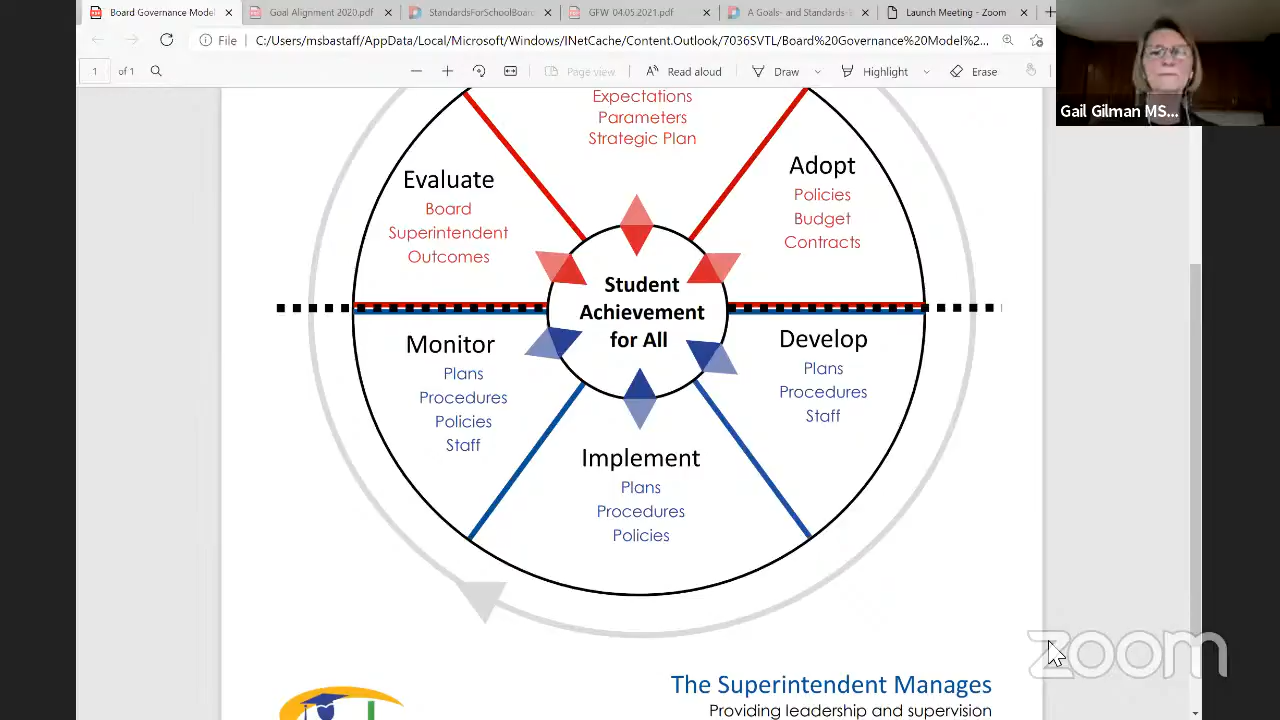 Board Governance Model
Goal Alignment 2020.pdf
StandardsForSchoolBoard
GFW 04.05.2021.pdf
A Goals- and Standards-
Launch Meeting - Zoom
File
C:/Users/msbastaff/AppData/Local/Microsoft/Windows/INetCache/Content.Outlook/7036SVTL/Board%20Governance%20Model%2...
1 of 1
Page view
Read aloud
Draw
Highlight
Erase
Gail Gilman MS...
Expectations
Parameters
Strategic Plan
Evaluate
Board
Superintendent
Outcomes
Adopt
Policies
Budget
Contracts
Student
Achievement
for All
Monitor
Plans
Procedures
Policies
Staff
Develop
Plans
Procedures
Staff
Implement
Plans
Procedures
Policies
zoom
The Superintendent Manages
Providing leadership and supervision